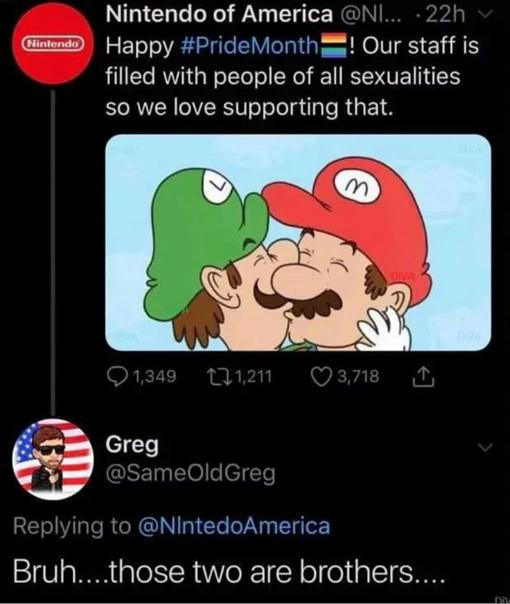 Nintendo of America @NI... · 22h
Nintendo
Happy #PrideMonth🏳️‍🌈! Our staff is
filled with people of all sexualities
so we love supporting that.
L
M
DiVA
1,349 1,211 3,718
Greg
@SameOldGreg
Replying to @NIntedoAmerica
Bruh....those two are brothers....